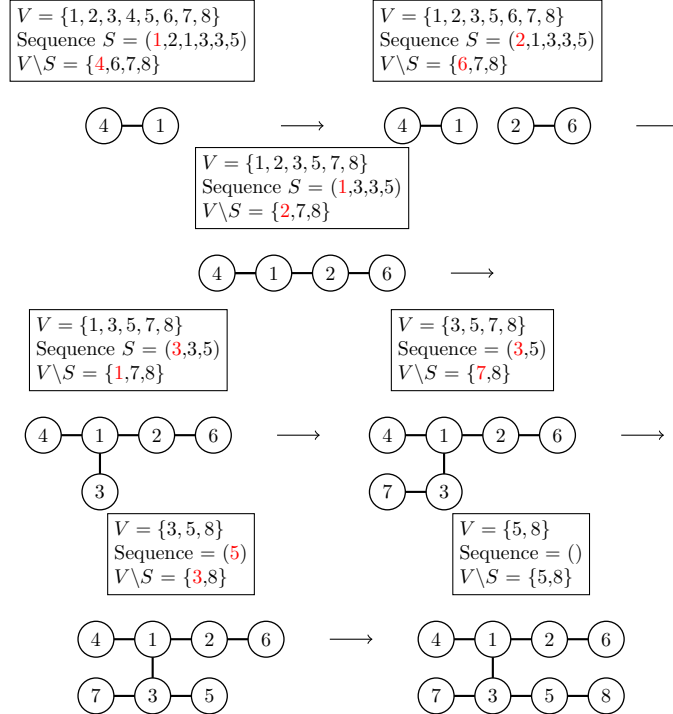 V = {1, 2, 3, 4, 5, 6, 7, 8}
Sequence S = (1,2,1,3,3,5)
V\S = {4,6,7,8}
4 1
V = {1, 2, 3, 5, 6, 7, 8}
Sequence S = (2,1,3,3,5)
V\S = {6,7,8}
4 1 2 6
V = {1, 2, 3, 5, 7, 8}
Sequence S = (1,3,3,5)
V\S = {2,7,8}
4 1 2 6
V = {1, 3, 5, 7, 8}
Sequence S = (3,3,5)
V\S = {1,7,8}
4 1 2 6
3
V = {3, 5, 7, 8}
Sequence = (3,5)
V\S = {7,8}
4 1 2 6
7 3
V = {3, 5, 8}
Sequence = (5)
V\S = {3,8}
4 1 2 6
7 3 5
V = {5, 8}
Sequence = ()
V\S = {5,8}
4 1 2 6
7 3 5 8